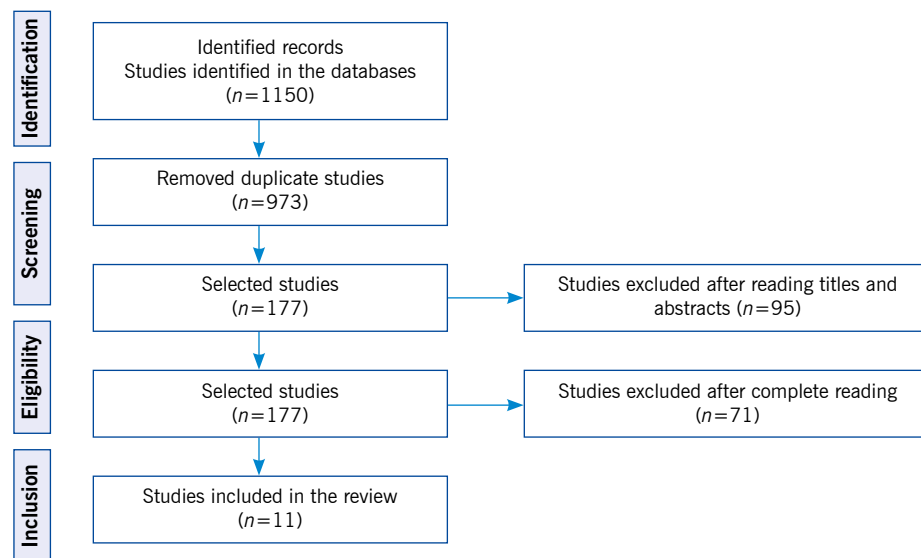 Identification
Identified records
Studies identified in the databases
(n=1150)
Screening
Removed duplicate studies
(n=973)
Selected studies
(n=177)
Studies excluded after reading titles and
abstracts (n=95)
Eligibility
Selected studies
(n=177)
Studies excluded after complete reading
(n=71)
Inclusion
Studies included in the review
(n=11)